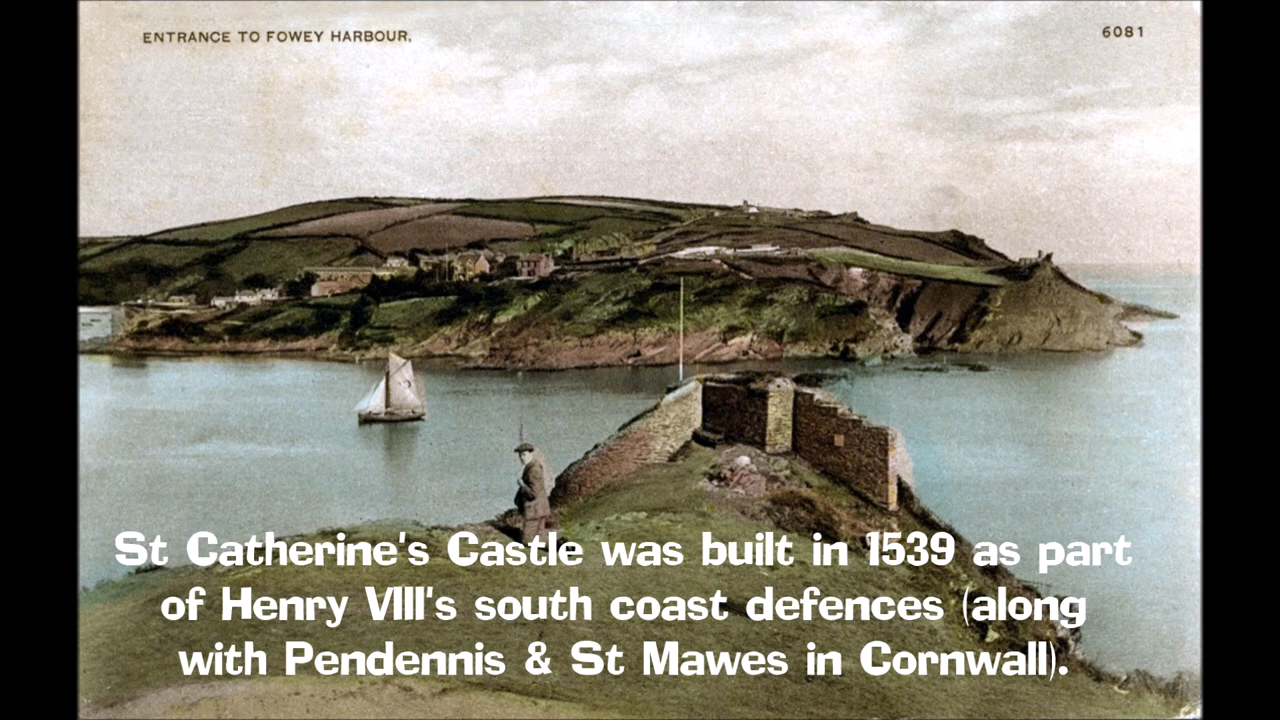 ENTRANCE TO FOWEY HARBOUR.
6081
St Catherine's Castle was built in 1539 as part
of Henry VIII's south coast defences (along
with Pendennis & St Mawes in Cornwall).